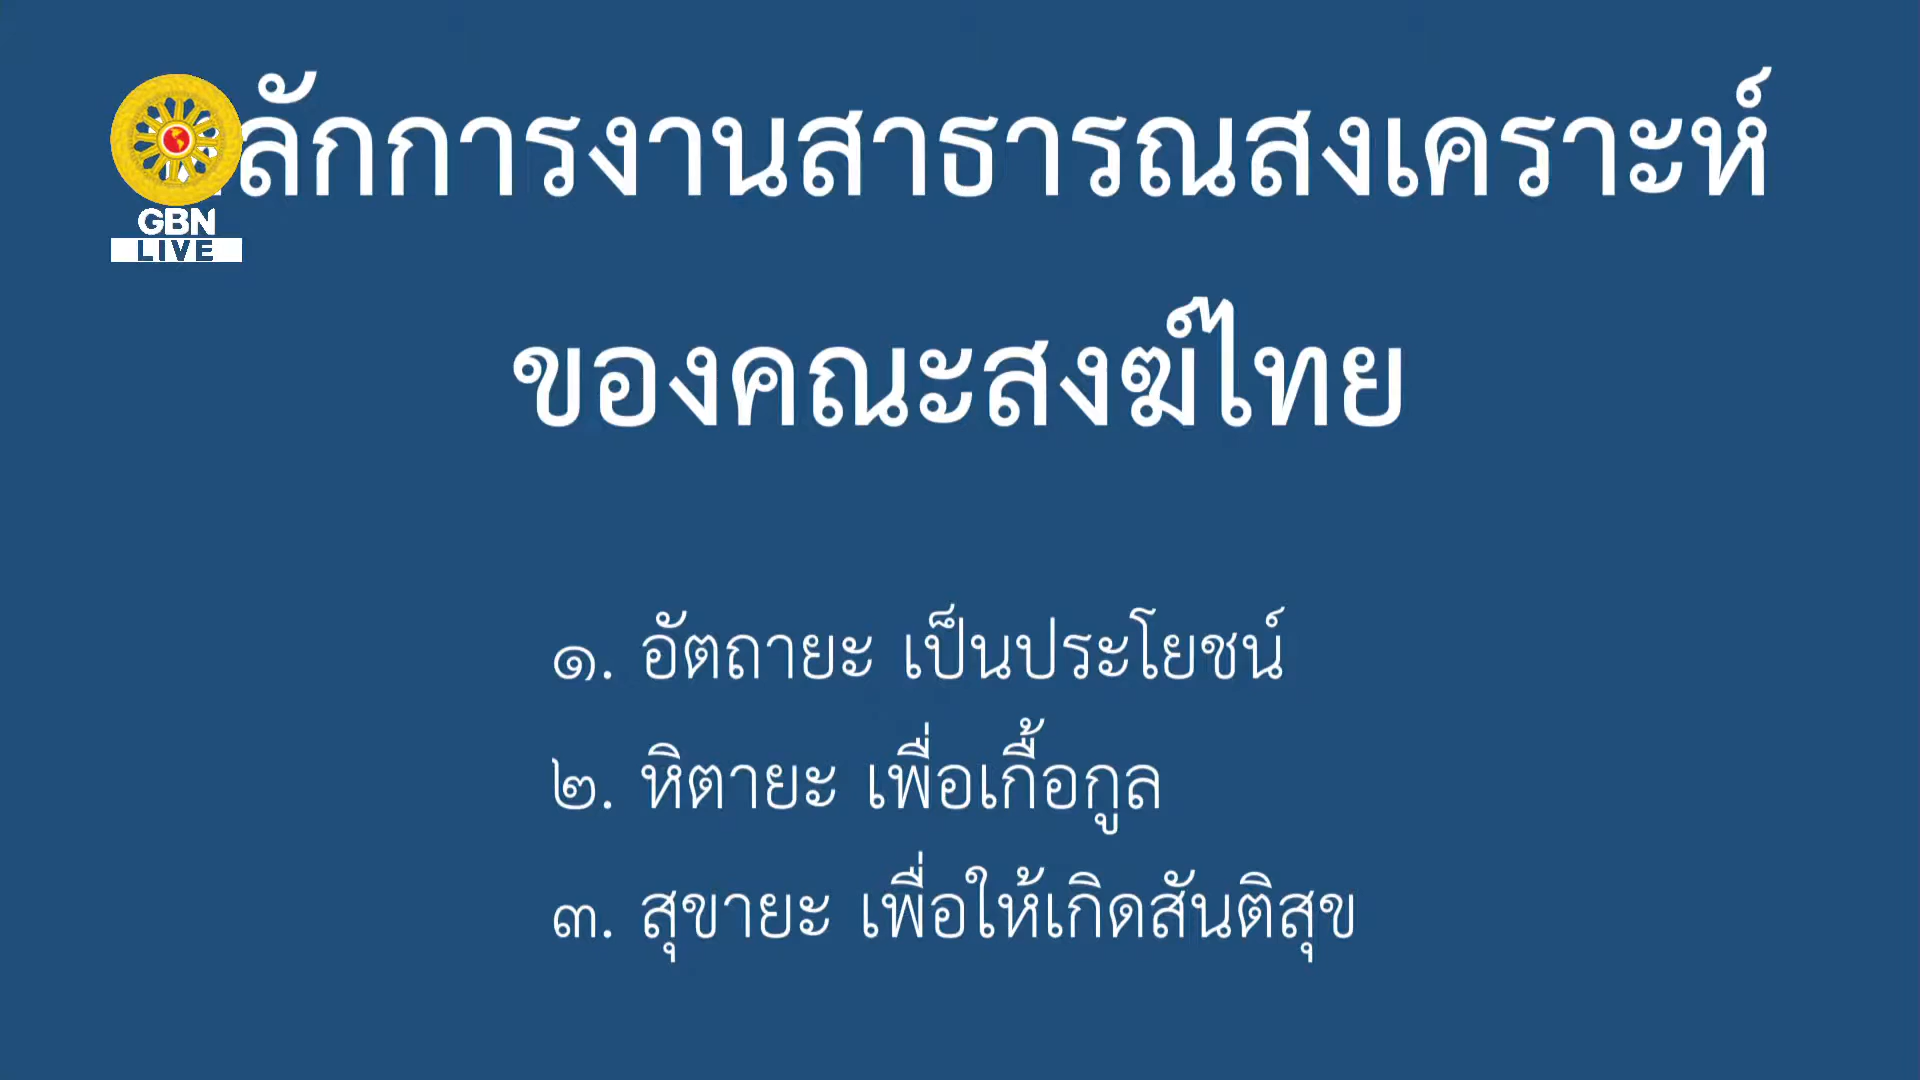 ลักการงานสาธารณสงเคราะห์
GBN
LIVE
ของคณะสงฆ์ไทย
๑. อัตถายะ เป็นประโยชน์
๒. หิตายะ เพื่อเกื้อกูล
๓. สุขายะ เพื่อให้เกิดสันติสุข